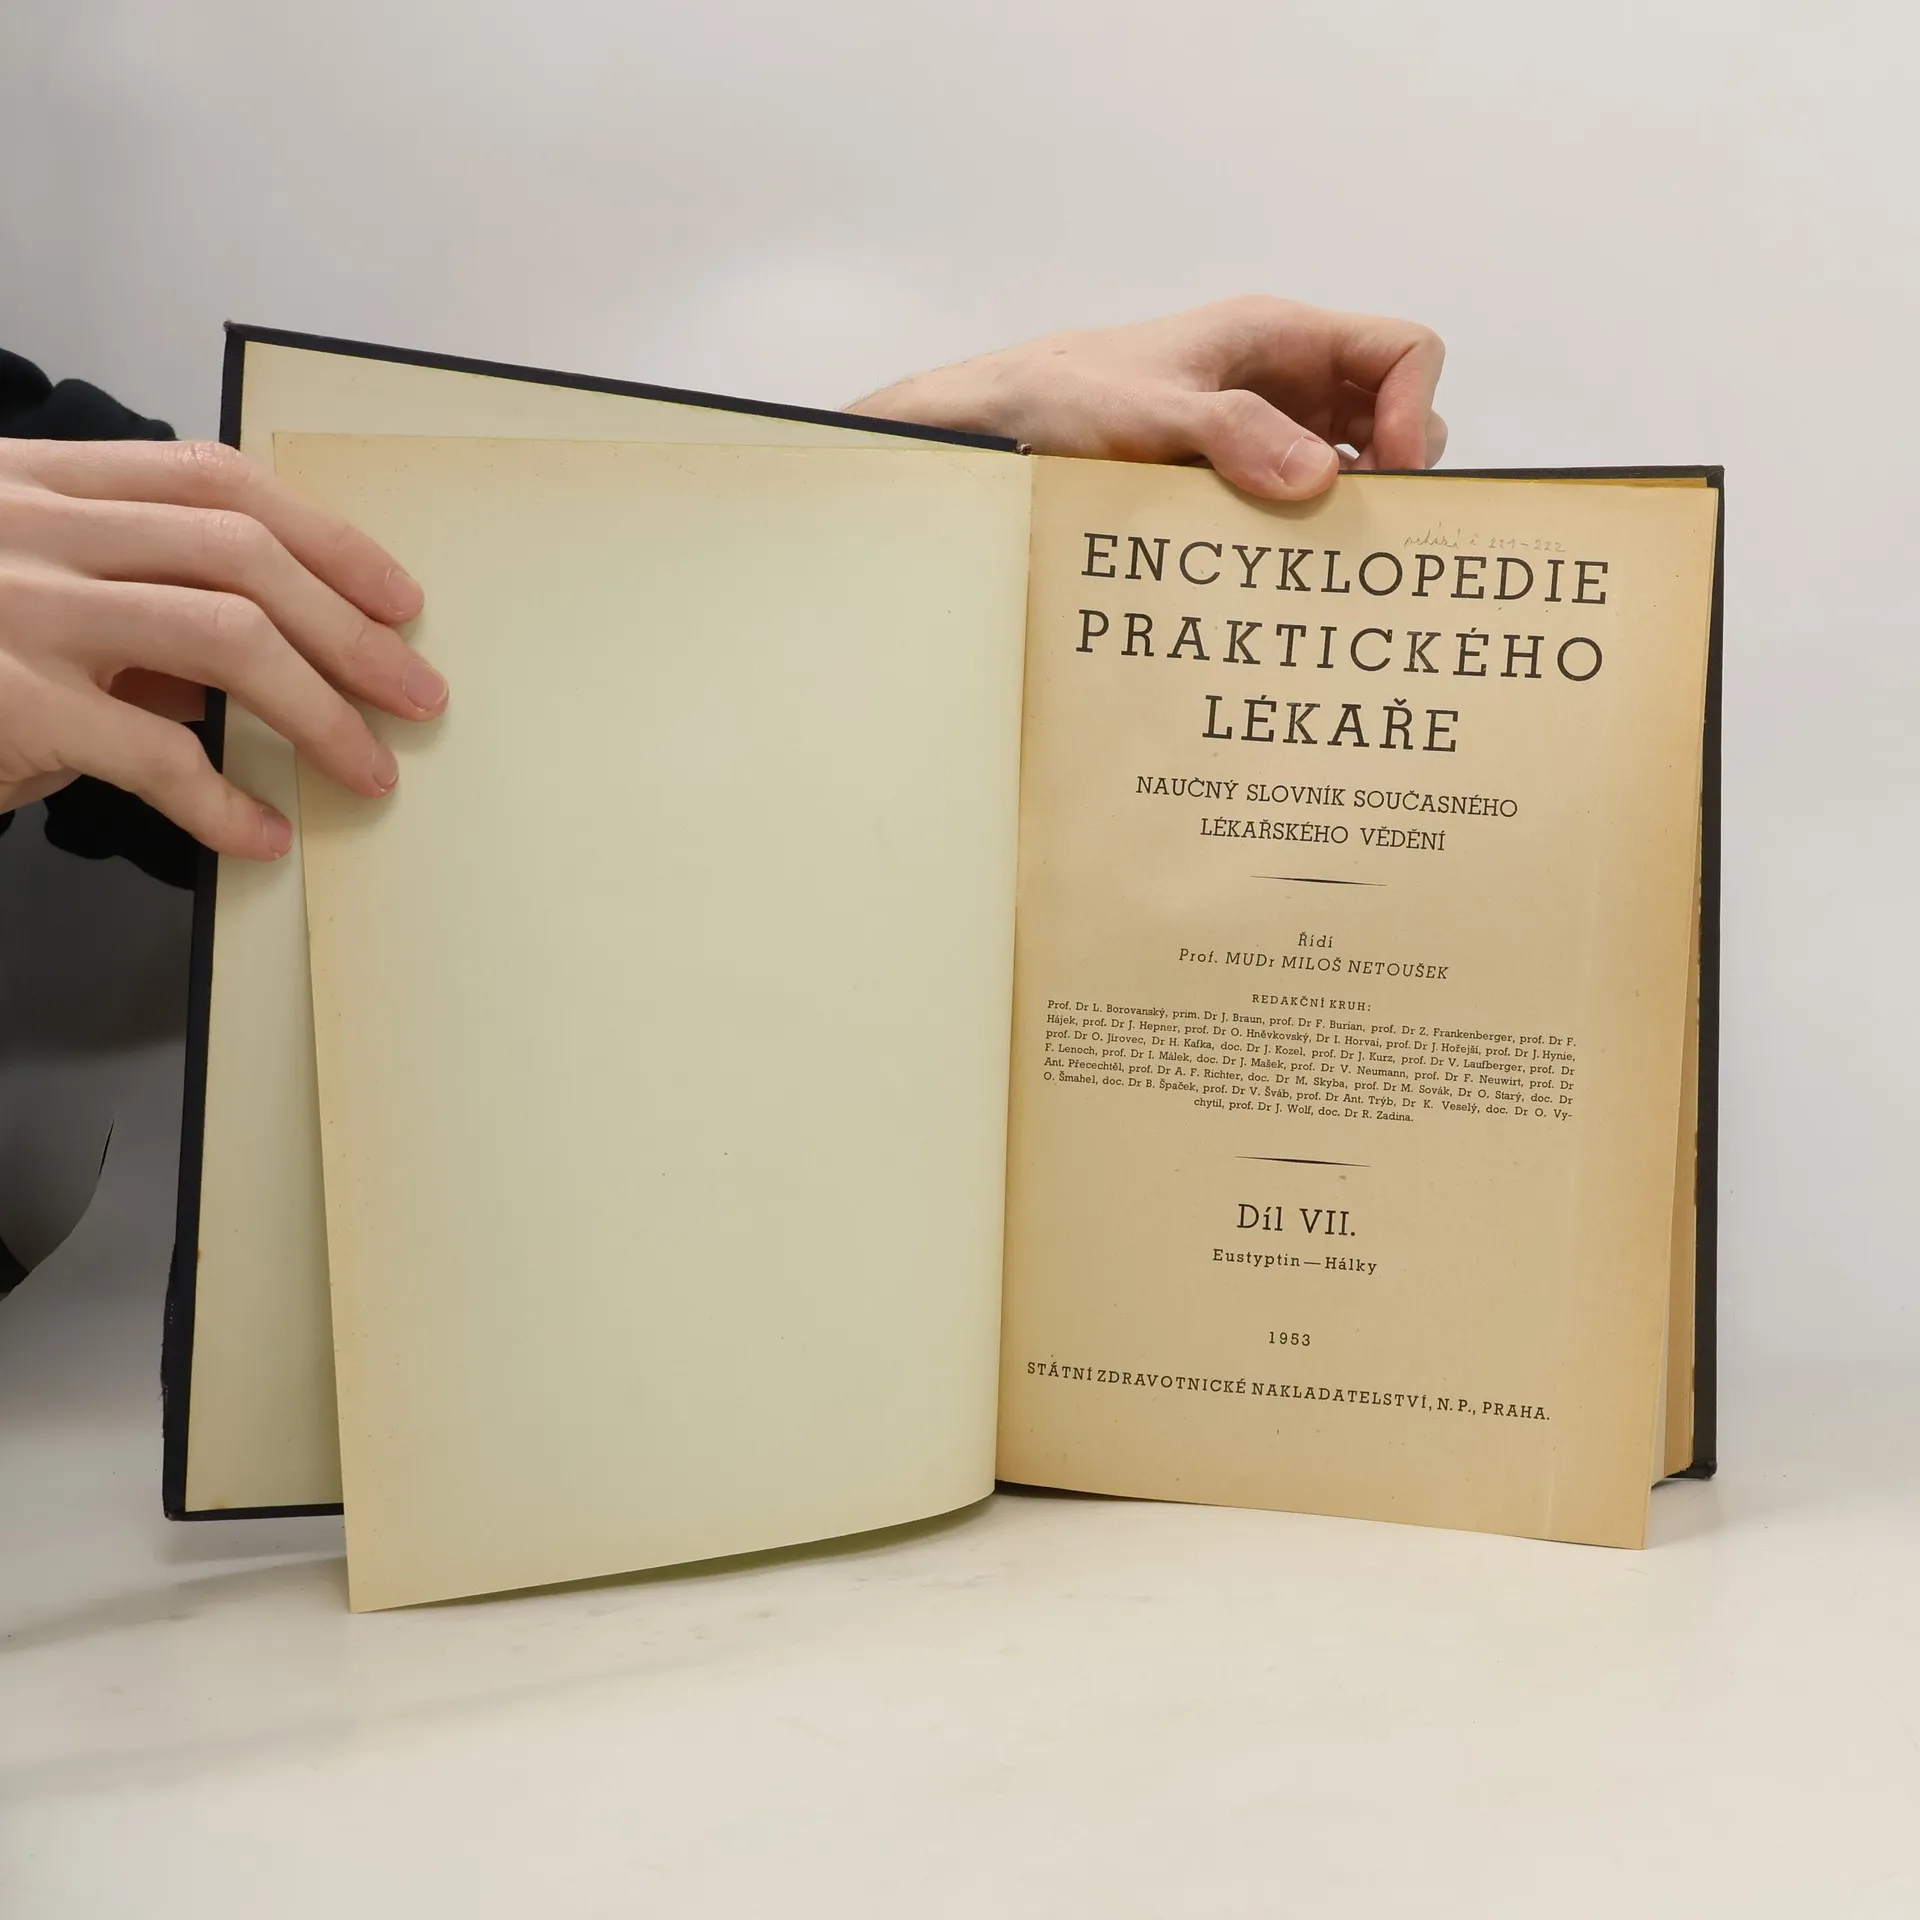 ENCYKLOPEDIE
PRAKTICKÉHO
LÉKAŘE
NAUČNÝ SLOVNÍK SOUČASNÉHO
LÉKAŘSKÉHO VĚDĚNÍ
Řídí
Prof. MUDr MILOŠ NETOUŠEK
REDAKČNÍ KRUH:
Prof. Dr L. Borovanský, prim. Dr J. Braun, prof. Dr F. Burian, prof. Dr Z. Frankenberger, prof. Dr F.
Hájek, prof. Dr J. Hepner, prof. Dr O. Hněvkovský, Dr I. Horvai, prof. Dr J. Hořejší, prof. Dr J. Hynie,
prof. Dr O. Jírovec, Dr H. Kafka, doc. Dr J. Kozel, prof. Dr J. Kurz, prof. Dr V. Laufberger, prof. Dr
F. Lenoch, prof. Dr I. Málek, doc. Dr J. Mašek, prof. Dr V. Neumann, prof. Dr F. Neuwirt, prof. Dr
Ant. Přecechtěl, prof. Dr A. F. Richter, doc. Dr M. Skyba, prof. Dr M. Sovák, Dr O. Starý, doc. Dr
O. Šmahel, doc. Dr B. Špaček, prof. Dr V. Šváb, prof. Dr Ant. Trýb, Dr K. Veselý, doc. Dr O. Vy-
chytil, prof. Dr J. Wolf, doc. Dr R. Zadina.
Díl VII.
Eustyptin — Hálky
1953
STÁTNÍ ZDRAVOTNICKÉ NAKLADATELSTVÍ, N. P., PRAHA.